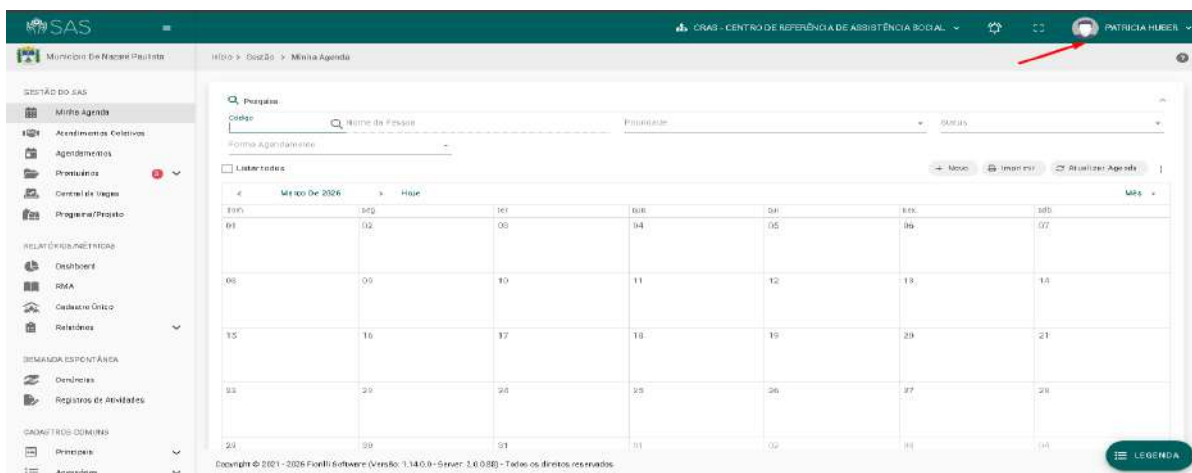 SAS
CRAS - CENTRO DE REFERÊNCIA DE ASSISTÊNCIA SOCIAL
PATRICIA HUBER
Município De Nazaré Paulista
Início > Gestão > Minha Agenda
GESTÃO DO SAS
Minha Agenda
Atendimentos Coletivos
Agendamentos
Prontuários
Central de Vagas
Programa/Projeto
RELATÓRIOS/MÉTRICAS
Dashboard
RMA
Cadastro Único
Relatórios
DEMANDA ESPONTÂNEA
Denúncias
Registros de Atividades
CADASTROS COMUNS
Principais
Pesquisa
Código
Nome da Pessoa
Prioridade
Status
Forma Agendamento
Listar todos
+ Novo
Imprimir
Atualizar Agenda
< Março De 2026 > Hoje
Mês
dom seg ter qua qui sex sáb
01 02 03 04 05 06 07
08 09 10 11 12 13 14
15 16 17 18 19 20 21
22 23 24 25 26 27 28
29 30 31 01 02 03 04
LEGENDA
Copyright © 2021 - 2026 Fiorilli Software (Versão: 1.14.0.0 - Server: 2.0.0.88) - Todos os direitos reservados